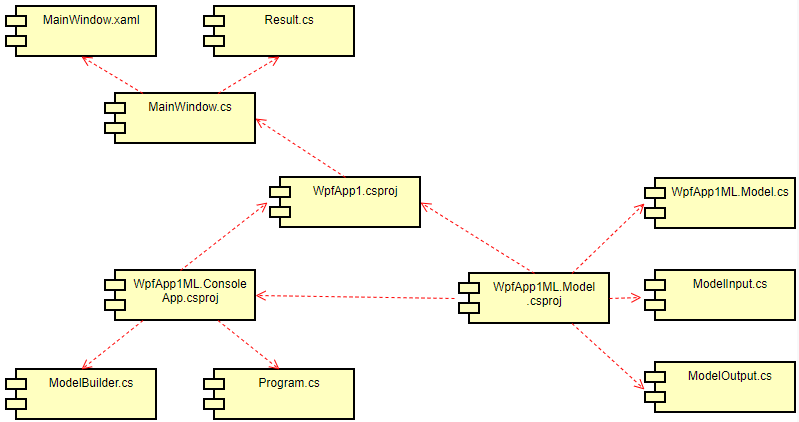 MainWindow.xaml
Result.cs
MainWindow.cs
WpfApp1.csproj
WpfApp1ML.Model.cs
WpfApp1ML.Console
App.csproj
WpfApp1ML.Model
.csproj
ModelInput.cs
ModelBuilder.cs
Program.cs
ModelOutput.cs